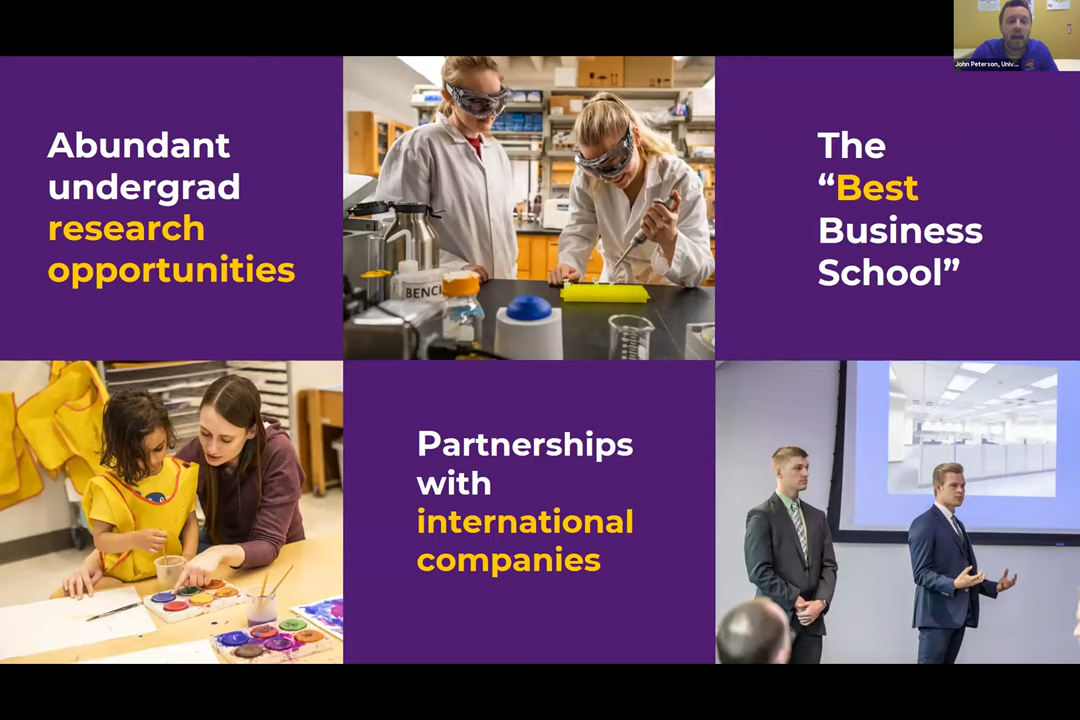 John Peterson, Univ...
Abundant
undergrad
research
opportunities
The
“Best
Business
School”
BENCH
Partnerships
with
international
companies